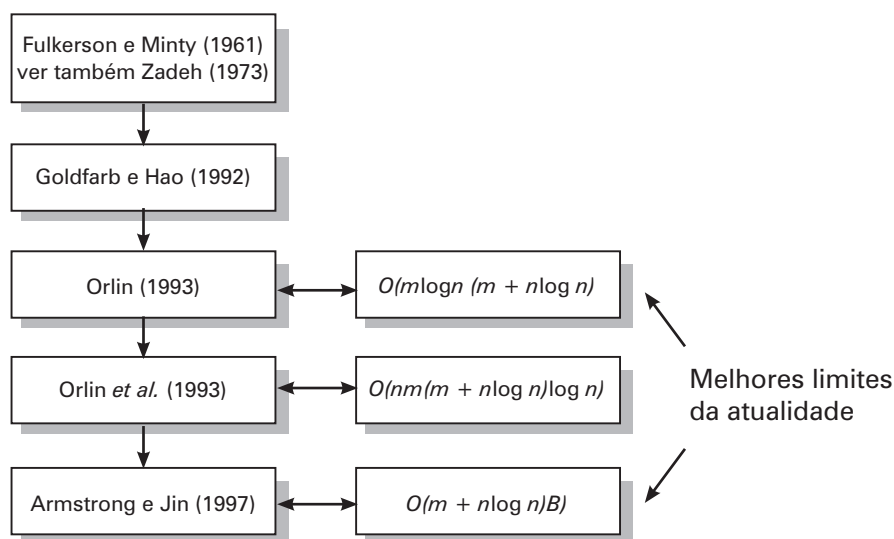 Fulkerson e Minty (1961)
ver também Zadeh (1973)
Goldfarb e Hao (1992)
Orlin (1993)
O(mlogn (m + nlog n)
Orlin et al. (1993)
O(nm(m + nlog n)log n)
Melhores limites
da atualidade
Armstrong e Jin (1997)
O(m + nlog n)B)